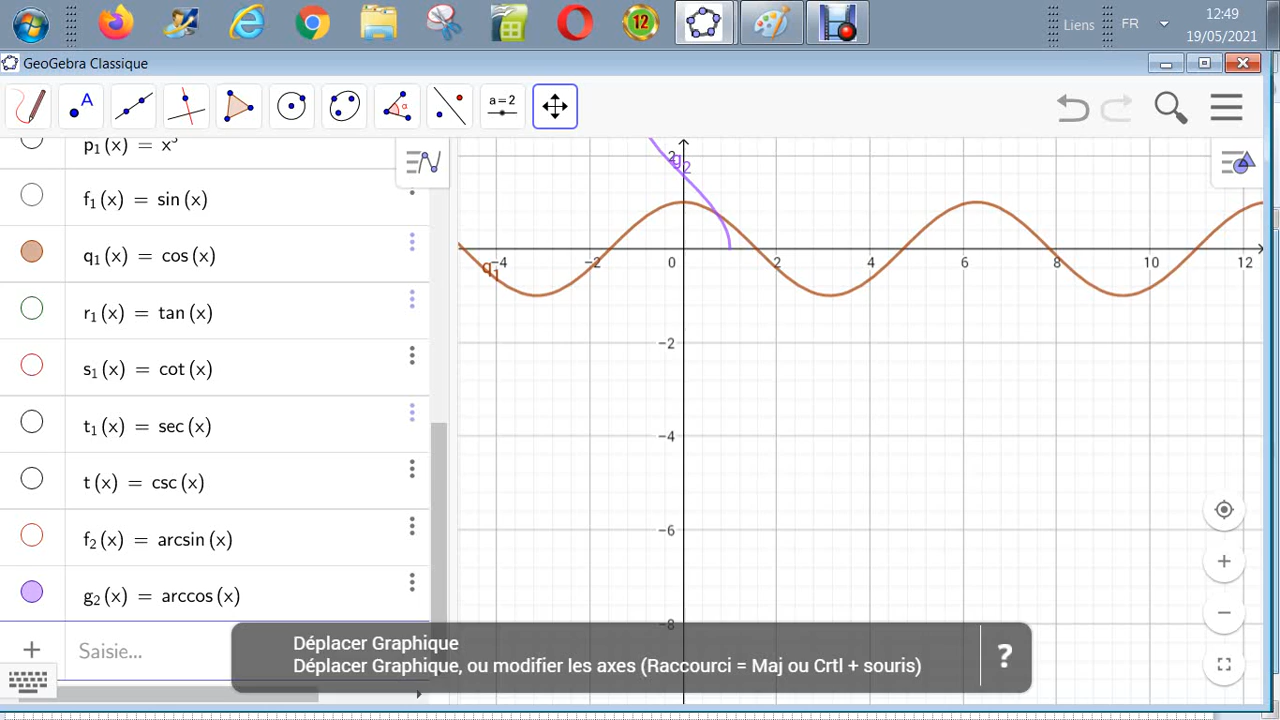 12
Liens
FR
12:49
19/05/2021
GeoGebra Classique
A
α
a=2
p₁(x) = x³
f₁(x) = sin(x)
q₁(x) = cos(x)
r₁(x) = tan(x)
s₁(x) = cot(x)
t₁(x) = sec(x)
t(x) = csc(x)
f₂(x) = arcsin(x)
g₂(x) = arccos(x)
Saisie...
g₂
q₁
2
−4
−2
0
2
4
6
8
10
12
−2
−4
−6
−8
Déplacer Graphique
Déplacer Graphique, ou modifier les axes (Raccourci = Maj ou Crtl + souris)
?